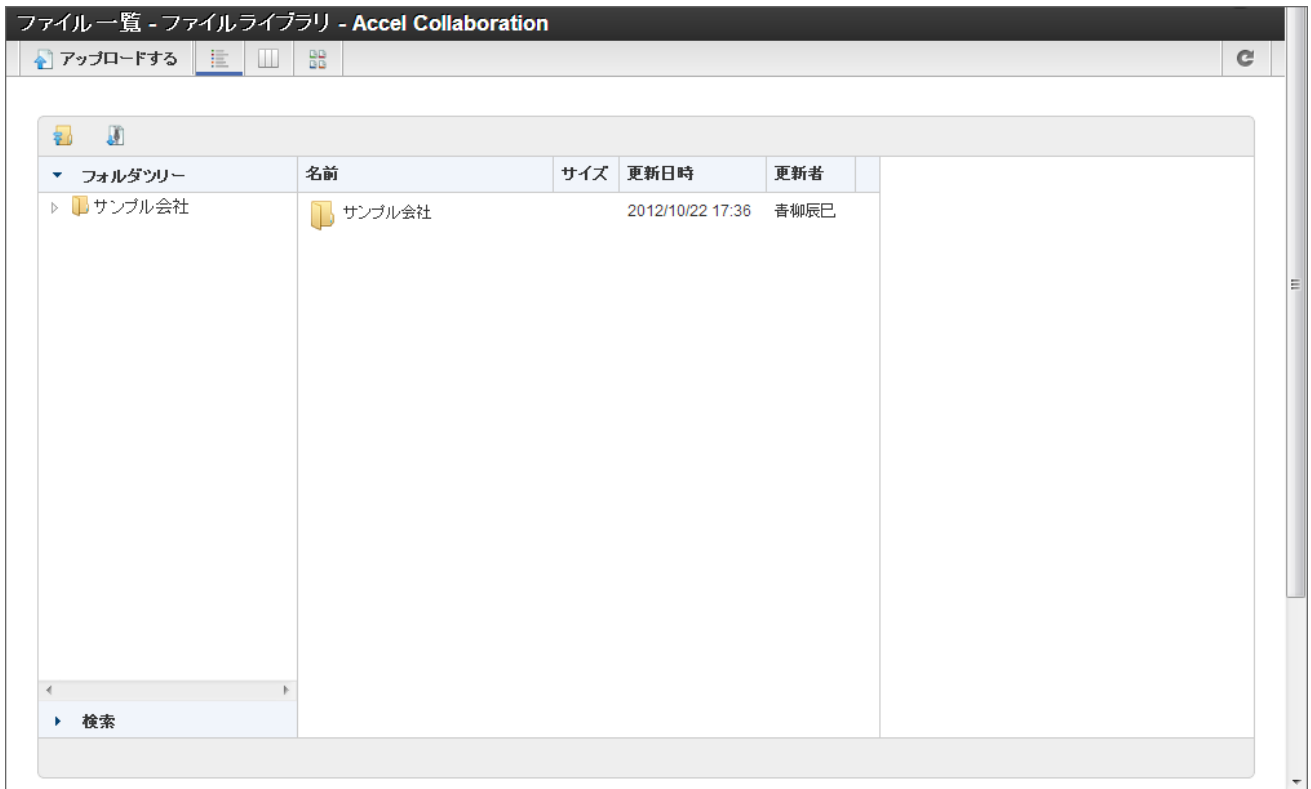 ファイル一覧 - ファイルライブラリ - Accel Collaboration
アップロードする
フォルダツリー
サンプル会社
検索
名前 サイズ 更新日時 更新者
サンプル会社 2012/10/22 17:36 青柳辰巳